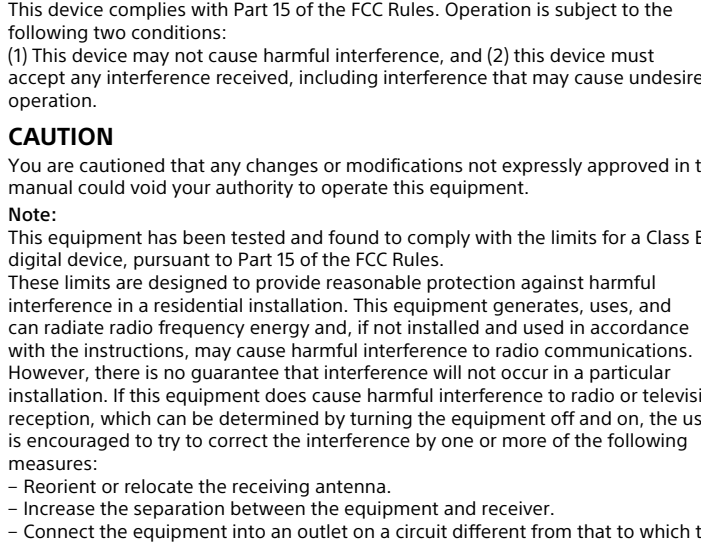 This device complies with Part 15 of the FCC Rules. Operation is subject to the
following two conditions:
(1) This device may not cause harmful interference, and (2) this device must
accept any interference received, including interference that may cause undesire
operation.
CAUTION
You are cautioned that any changes or modifications not expressly approved in t
manual could void your authority to operate this equipment.
Note:
This equipment has been tested and found to comply with the limits for a Class B
digital device, pursuant to Part 15 of the FCC Rules.
These limits are designed to provide reasonable protection against harmful
interference in a residential installation. This equipment generates, uses, and
can radiate radio frequency energy and, if not installed and used in accordance
with the instructions, may cause harmful interference to radio communications.
However, there is no guarantee that interference will not occur in a particular
installation. If this equipment does cause harmful interference to radio or televisi
reception, which can be determined by turning the equipment off and on, the us
is encouraged to try to correct the interference by one or more of the following
measures:
– Reorient or relocate the receiving antenna.
– Increase the separation between the equipment and receiver.
– Connect the equipment into an outlet on a circuit different from that to which t